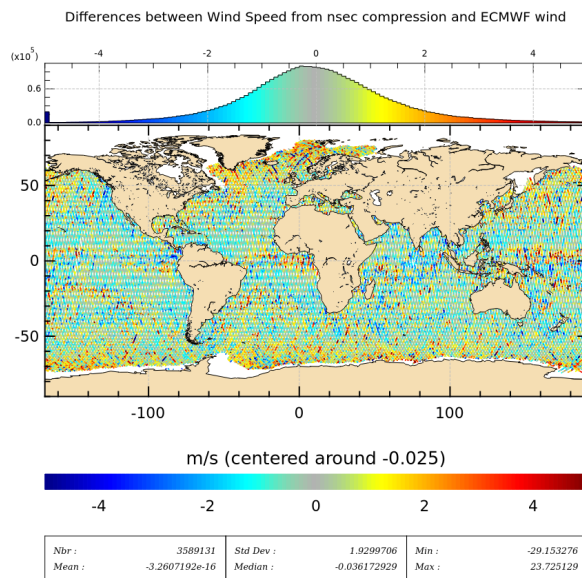 Differences between Wind Speed from nsec compression and ECMWF wind
-4 -2 0 2 4
(x10^5)
0.6
0.0
50
0
-50
-100 0 100
m/s (centered around -0.025)
-4 -2 0 2 4
Nbr : 3589131 Std Dev : 1.9299706 Min : -29.153276
Mean : -3.2607192e-16 Median : -0.036172929 Max : 23.725129